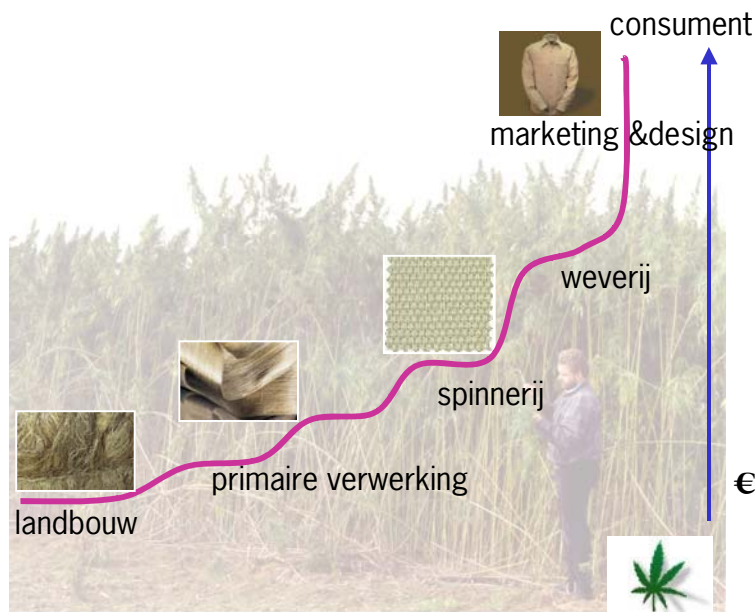 consument
marketing &design
weverij
spinnerij
primaire verwerking
€
landbouw